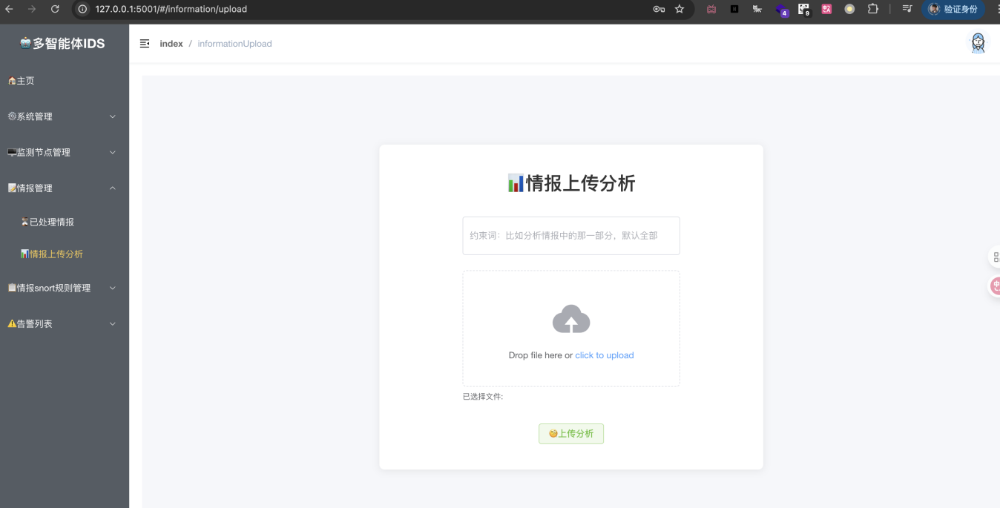 127.0.0.1:5001/#/information/upload
4
9
验证身份
多智能体IDS
index / informationUpload
主页
系统管理
监测节点管理
情报管理
已处理情报
情报上传分析
情报snort规则管理
告警列表
情报上传分析
约束词：比如分析情报中的那一部分，默认全部
Drop file here or click to upload
已选择文件:
上传分析
中